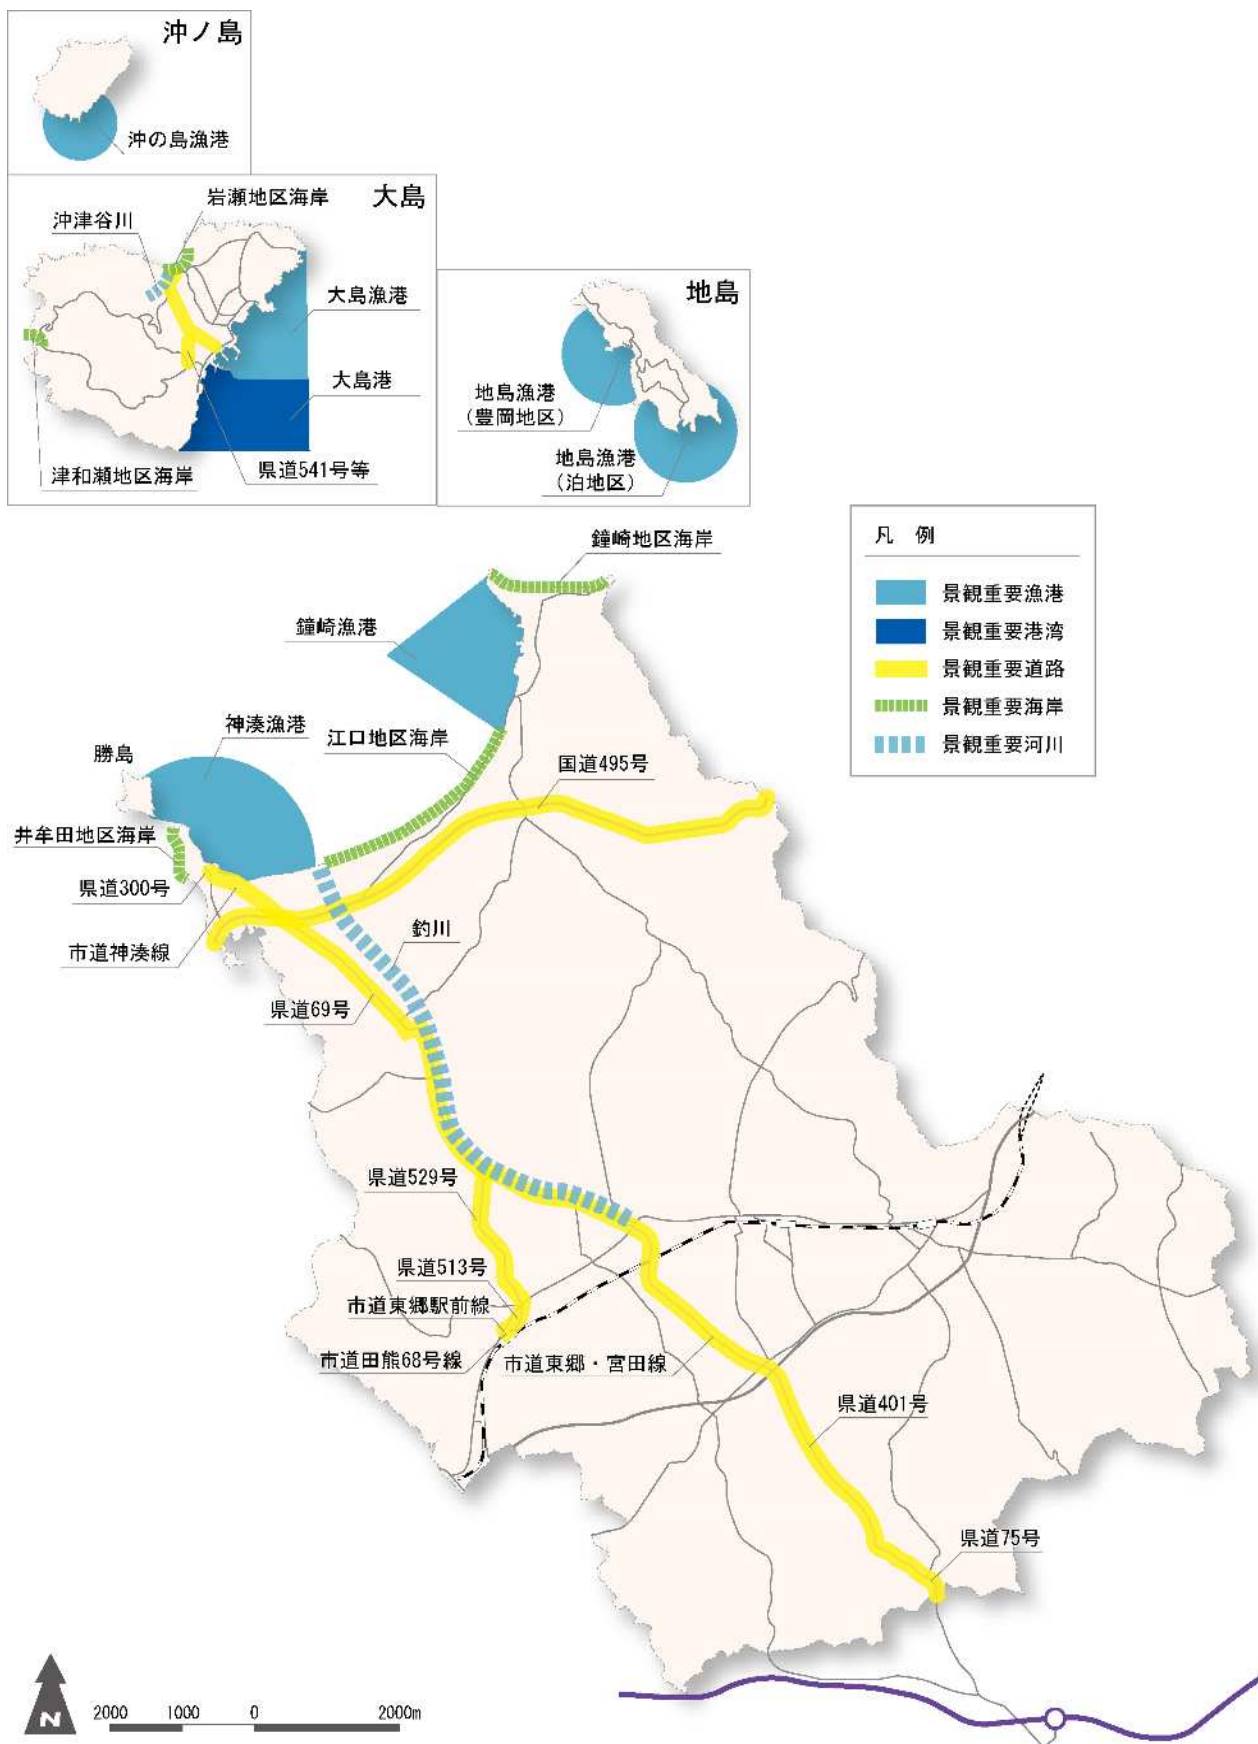 沖ノ島
沖の島漁港
大島
岩瀬地区海岸
沖津谷川
大島漁港
大島港
県道541号等
津和瀬地区海岸
地島
地島漁港
(豊岡地区)
地島漁港
(泊地区)
凡 例
景観重要漁港
景観重要港湾
景観重要道路
景観重要海岸
景観重要河川
鐘崎地区海岸
鐘崎漁港
神湊漁港
江口地区海岸
勝島
国道495号
井牟田地区海岸
県道300号
釣川
市道神湊線
県道69号
県道529号
県道513号
市道東郷駅前線
市道田熊68号線
市道東郷・宮田線
県道401号
県道75号
N
2000 1000 0 2000m